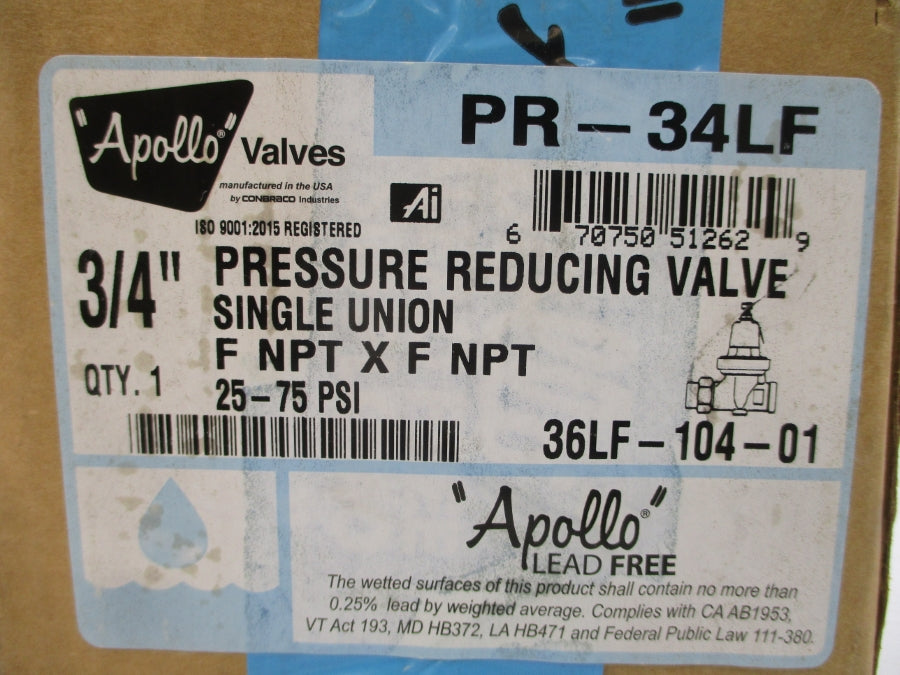 "Apollo"® Valves
manufactured in the USA
by CONBRACO Industries
Ai
ISO 9001:2015 REGISTERED
PR-34LF
6 70750 51262 9
3/4" PRESSURE REDUCING VALVE
SINGLE UNION
F NPT X F NPT
QTY. 1
25-75 PSI
36LF-104-01
"Apollo"®
LEAD FREE
The wetted surfaces of this product shall contain no more than
0.25% lead by weighted average. Complies with CA AB1953,
VT Act 193, MD HB372, LA HB471 and Federal Public Law 111-380.